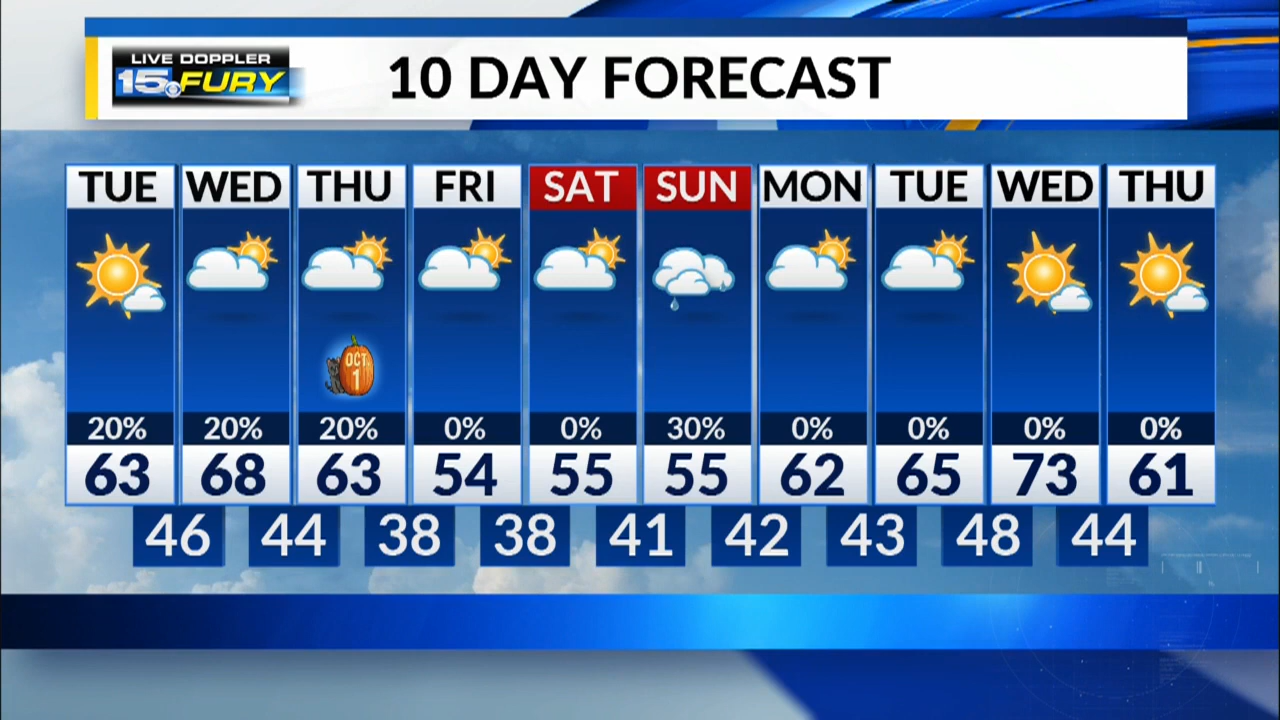 LIVE DOPPLER
15 FURY
10 DAY FORECAST
TUE WED THU FRI SAT SUN MON TUE WED THU
OCT.
1
20% 20% 20% 0% 0% 30% 0% 0% 0% 0%
63 68 63 54 55 55 62 65 73 61
46 44 38 38 41 42 43 48 44